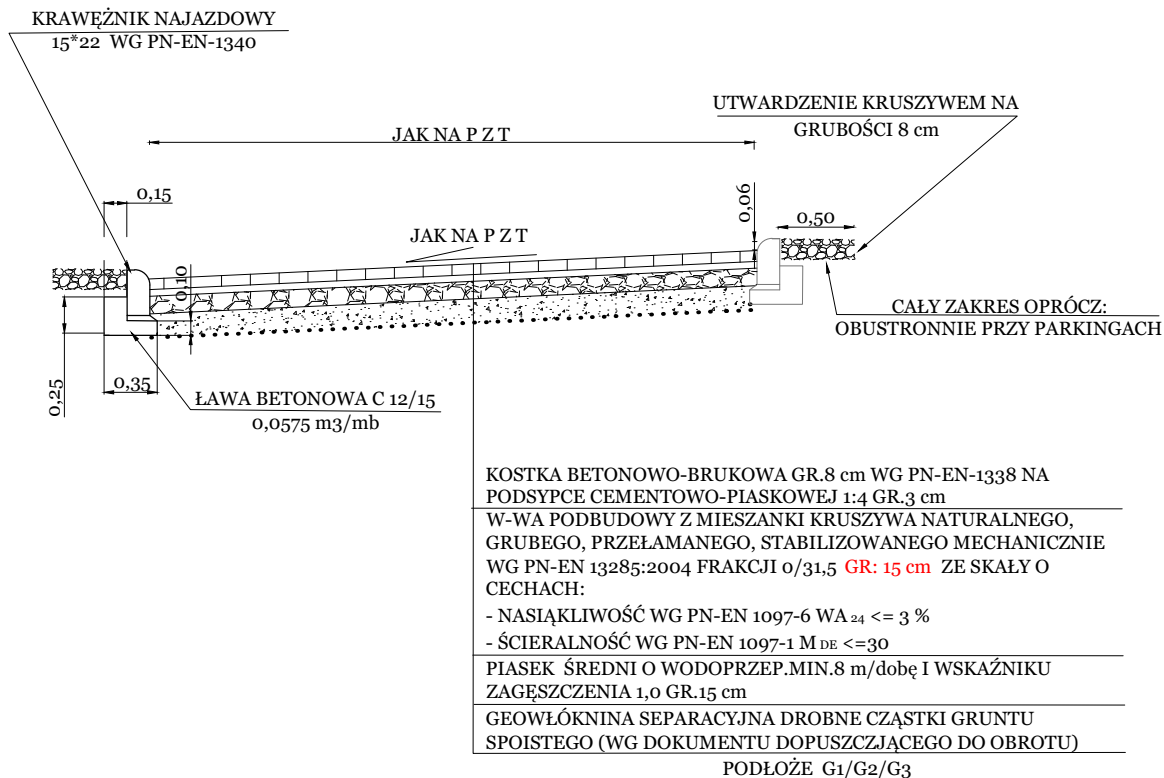 KRAWĘŻNIK NAJAZDOWY
15*22 WG PN-EN-1340
UTWARDZENIE KRUSZYWEM NA
GRUBOŚCI 8 cm
JAK NA P Z T
0,15
0,06
0,50
JAK NA P Z T
0,10
CAŁY ZAKRES OPRÓCZ:
OBUSTRONNIE PRZY PARKINGACH
0,25
0,35
ŁAWA BETONOWA C 12/15
0,0575 m3/mb
KOSTKA BETONOWO-BRUKOWA GR.8 cm WG PN-EN-1338 NA
PODSYPCE CEMENTOWO-PIASKOWEJ 1:4 GR.3 cm
W-WA PODBUDOWY Z MIESZANKI KRUSZYWA NATURALNEGO,
GRUBEGO, PRZEŁAMANEGO, STABILIZOWANEGO MECHANICZNIE
WG PN-EN 13285:2004 FRAKCJI 0/31,5 GR: 15 cm ZE SKAŁY O
CECHACH:
- NASIĄKLIWOŚĆ WG PN-EN 1097-6 WA 24 <= 3 %
- ŚCIERALNOŚĆ WG PN-EN 1097-1 M DE <=30
PIASEK ŚREDNI O WODOPRZEP.MIN.8 m/dobę I WSKAŹNIKU
ZAGĘSZCZENIA 1,0 GR.15 cm
GEOWŁÓKNINA SEPARACYJNA DROBNE CZĄSTKI GRUNTU
SPOISTEGO (WG DOKUMENTU DOPUSZCZJĄCEGO DO OBROTU)
PODŁOŻE G1/G2/G3